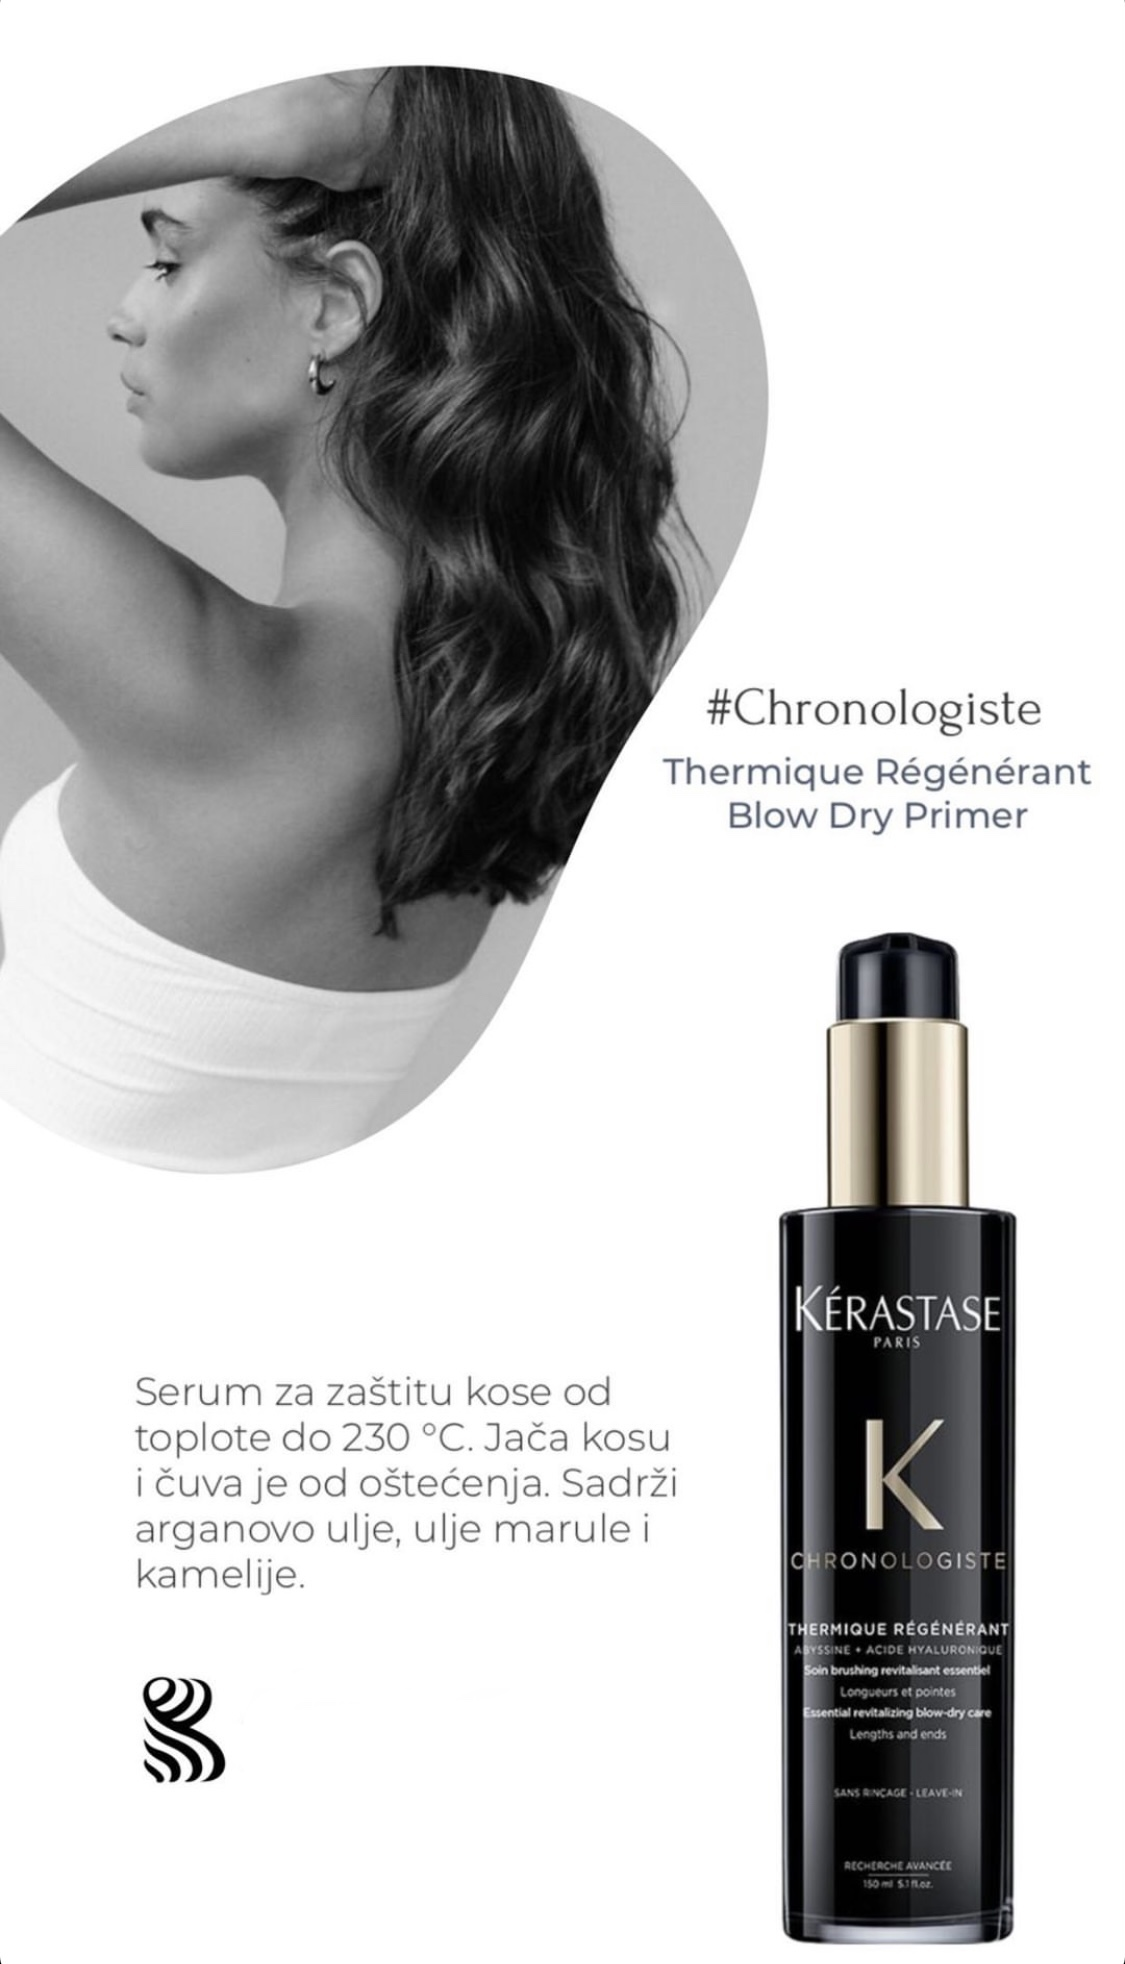 #Chronologiste
Thermique Régénérant
Blow Dry Primer
Serum za zaštitu kose od
toplote do 230 °C. Jača kosu
i čuva je od oštećenja. Sadrži
arganovo ulje, ulje marule i
kamelije.
KÉRASTASE
PARIS
K
CHRONOLOGISTE
THERMIQUE RÉGÉNÉRANT
ABYSSINE + ACIDE HYALURONIQUE
Soin brushing revitalisant essentiel
Longueurs et pointes
Essential revitalizing blow-dry care
Lengths and ends
SANS RINÇAGE - LEAVE-IN
RECHERCHE AVANCÉE
150 ml 5.1 fl.oz.